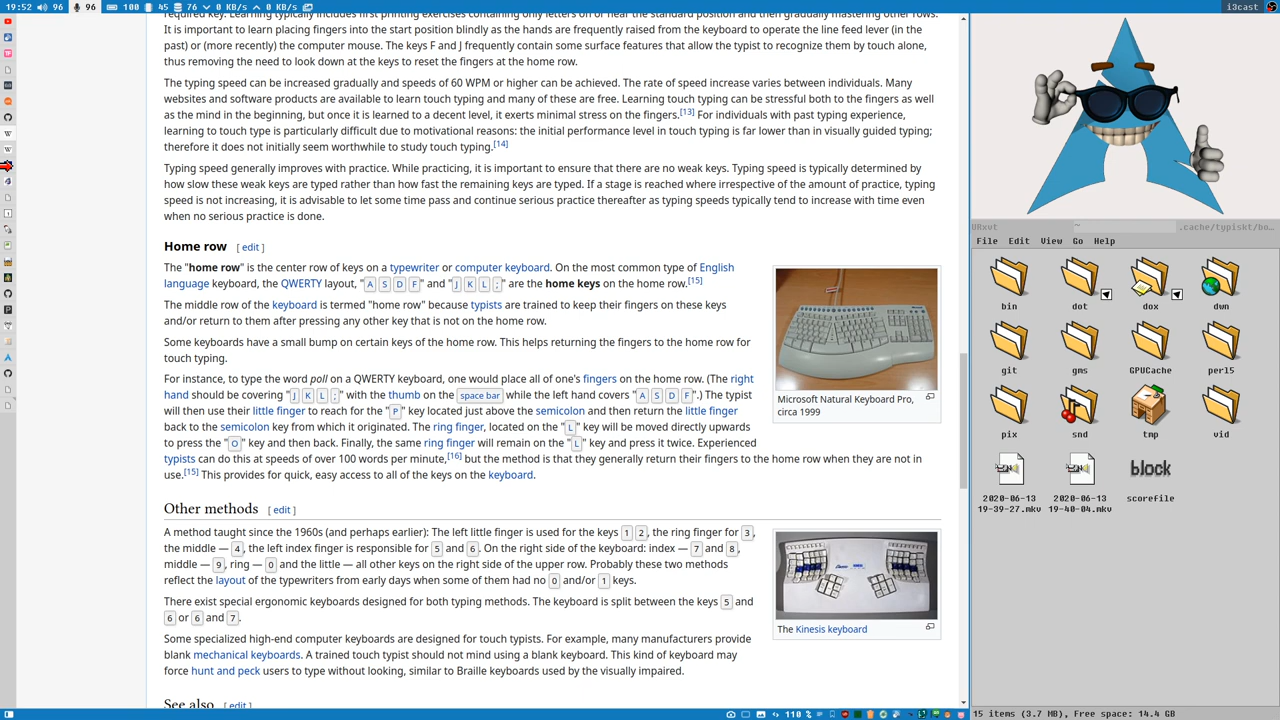 19:52 96 96 100 45 76 0 KB/s 0 KB/s
i3cast
required key. Learning typically includes first printing exercises containing only letters on or near the standard position and then gradually mastering other rows.
It is important to learn placing fingers into the start position blindly as the hands are frequently raised from the keyboard to operate the line feed lever (in the
past) or (more recently) the computer mouse. The keys F and J frequently contain some surface features that allow the typist to recognize them by touch alone,
thus removing the need to look down at the keys to reset the fingers at the home row.
The typing speed can be increased gradually and speeds of 60 WPM or higher can be achieved. The rate of speed increase varies between individuals. Many
websites and software products are available to learn touch typing and many of these are free. Learning touch typing can be stressful both to the fingers as well
as the mind in the beginning, but once it is learned to a decent level, it exerts minimal stress on the fingers.[13] For individuals with past typing experience,
learning to touch type is particularly difficult due to motivational reasons: the initial performance level in touch typing is far lower than in visually guided typing;
therefore it does not initially seem worthwhile to study touch typing.[14]
Typing speed generally improves with practice. While practicing, it is important to ensure that there are no weak keys. Typing speed is typically determined by
how slow these weak keys are typed rather than how fast the remaining keys are typed. If a stage is reached where irrespective of the amount of practice, typing
speed is not increasing, it is advisable to let some time pass and continue serious practice thereafter as typing speeds typically tend to increase with time even
when no serious practice is done.
Home row [ edit ]
The "home row" is the center row of keys on a typewriter or computer keyboard. On the most common type of English
language keyboard, the QWERTY layout, " A S D F " and " J K L ; " are the home keys on the home row.[15]
The middle row of the keyboard is termed "home row" because typists are trained to keep their fingers on these keys
and/or return to them after pressing any other key that is not on the home row.
Some keyboards have a small bump on certain keys of the home row. This helps returning the fingers to the home row for
touch typing.
For instance, to type the word poll on a QWERTY keyboard, one would place all of one's fingers on the home row. (The right
hand should be covering " J K L ; " with the thumb on the space bar while the left hand covers " A S D F ".) The typist
will then use their little finger to reach for the " P " key located just above the semicolon and then return the little finger
back to the semicolon key from which it orginated. The ring finger, located on the " L " key will be moved directly upwards
to press the " O " key and then back. Finally, the same ring finger will remain on the " L " key and press it twice. Experienced
typists can do this at speeds of over 100 words per minute,[16] but the method is that they generally return their fingers to the home row when they are not in
use.[15] This provides for quick, easy access to all of the keys on the keyboard.
Microsoft Natural Keyboard Pro,
circa 1999
Other methods [ edit ]
A method taught since the 1960s (and perhaps earlier): The left little finger is used for the keys 1 2 , the ring finger for 3 ,
the middle — 4 , the left index finger is responsible for 5 and 6 . On the right side of the keyboard: index — 7 and 8 ,
middle — 9 , ring — 0 and the little — all other keys on the right side of the upper row. Probably these two methods
reflect the layout of the typewriters from early days when some of them had no 0 and/or 1 keys.
There exist special ergonomic keyboards designed for both typing methods. The keyboard is split between the keys 5 and
6 or 6 and 7 .
Some specialized high-end computer keyboards are designed for touch typists. For example, many manufacturers provide
blank mechanical keyboards. A trained touch typist should not mind using a blank keyboard. This kind of keyboard may
force hunt and peck users to type without looking, similar to Braille keyboards used by the visually impaired.
The Kinesis keyboard
See also [ edit ]
110
URxvt ~ .cache/typiskt/bo…
File Edit View Go Help
bin dot dox dwn
git gms GPUCache perl5
pix snd tmp vid
block
2020-06-13 2020-06-13 scorefile
19-39-27.mkv 19-40-04.mkv
15 items (3.7 MB), Free space: 14.4 GB